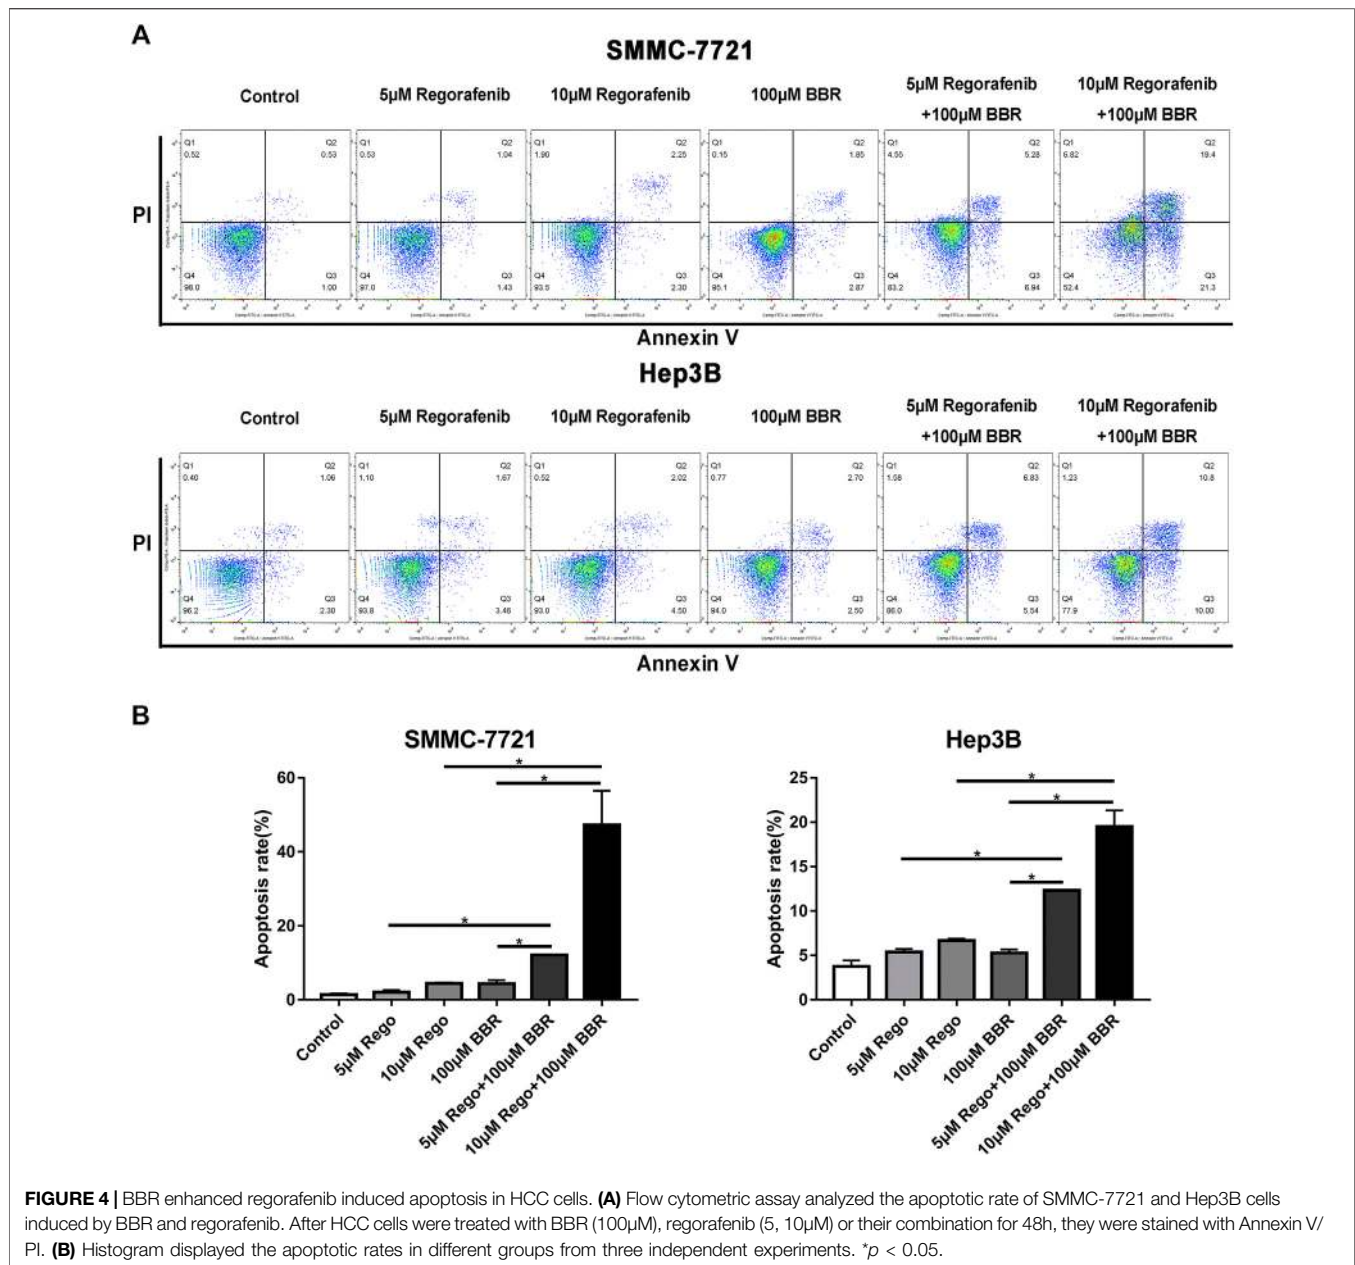 A
SMMC-7721
Control
5µM Regorafenib
10µM Regorafenib
100µM BBR
5µM Regorafenib
+100µM BBR
10µM Regorafenib
+100µM BBR
PI
Q1
0.52
Q2
0.53
Q4
98.0
Q3
1.00
Q1
0.53
Q2
1.04
Q4
97.0
Q3
1.43
Q1
1.90
Q2
2.25
Q4
93.5
Q3
2.30
Q1
0.15
Q2
1.85
Q4
95.1
Q3
2.87
Q1
4.55
Q2
5.28
Q4
83.2
Q3
6.94
Q1
6.82
Q2
19.4
Q4
52.4
Q3
21.3
Annexin V
Hep3B
Control
5µM Regorafenib
10µM Regorafenib
100µM BBR
5µM Regorafenib
+100µM BBR
10µM Regorafenib
+100µM BBR
PI
Q1
0.40
Q2
1.06
Q4
96.2
Q3
2.30
Q1
1.10
Q2
1.67
Q4
93.8
Q3
3.46
Q1
0.52
Q2
2.02
Q4
93.0
Q3
4.50
Q1
0.77
Q2
2.70
Q4
94.0
Q3
2.50
Q1
1.58
Q2
6.83
Q4
86.0
Q3
5.54
Q1
1.23
Q2
10.8
Q4
77.9
Q3
10.00
Annexin V
B
SMMC-7721
Apoptosis rate(%)
60
40
20
0
*
*
*
*
Control
5µM Rego
10µM Rego
100µM BBR
5µM Rego+100µM BBR
10µM Rego+100µM BBR
Hep3B
Apoptosis rate(%)
25
20
15
10
5
0
*
*
*
*
Control
5µM Rego
10µM Rego
100µM BBR
5µM Rego+100µM BBR
10µM Rego+100µM BBR
FIGURE 4 | BBR enhanced regorafenib induced apoptosis in HCC cells. (A) Flow cytometric assay analyzed the apoptotic rate of SMMC-7721 and Hep3B cells
induced by BBR and regorafenib. After HCC cells were treated with BBR (100µM), regorafenib (5, 10µM) or their combination for 48h, they were stained with Annexin V/
PI. (B) Histogram displayed the apoptotic rates in different groups from three independent experiments. *p < 0.05.